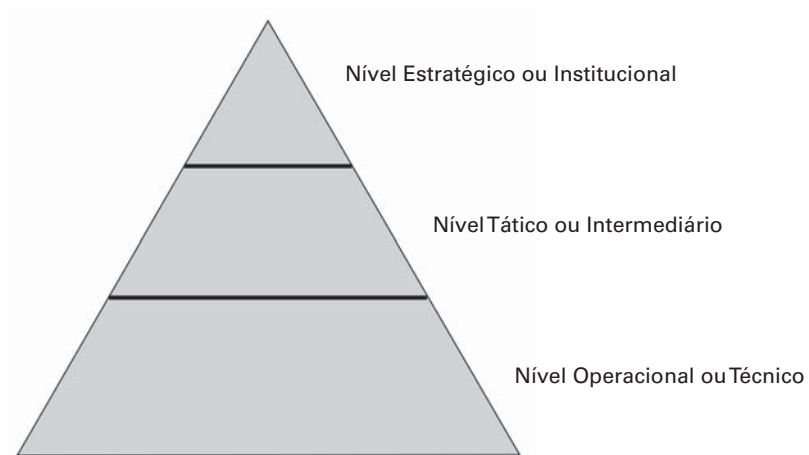 Nível Estratégico ou Institucional
Nível Tático ou Intermediário
Nível Operacional ou Técnico